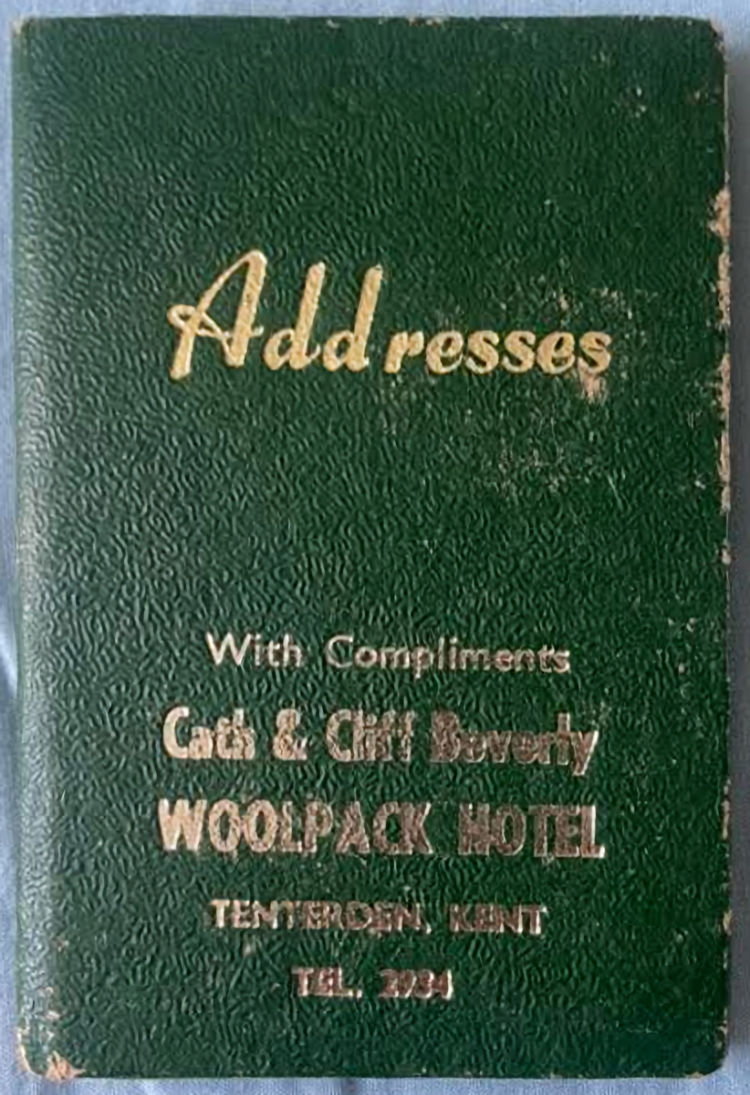 Addresses
With Compliments
Cath & Cliff Beverly
WOOLPACK HOTEL
TENTERDEN, KENT
TEL. 2934